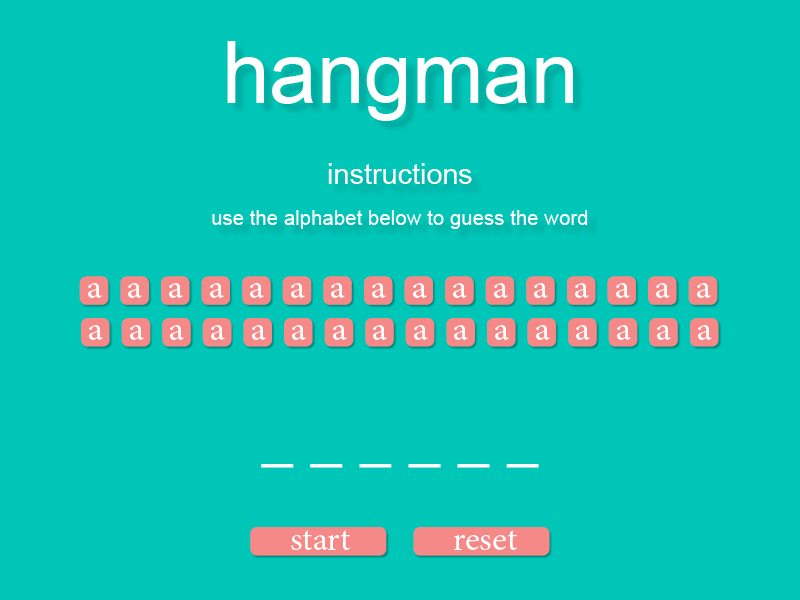 hangman
instructions
use the alphabet below to guess the word
a a a a a a a a a a a a a a a a
a a a a a a a a a a a a a a a a
_ _ _ _ _ _
start reset